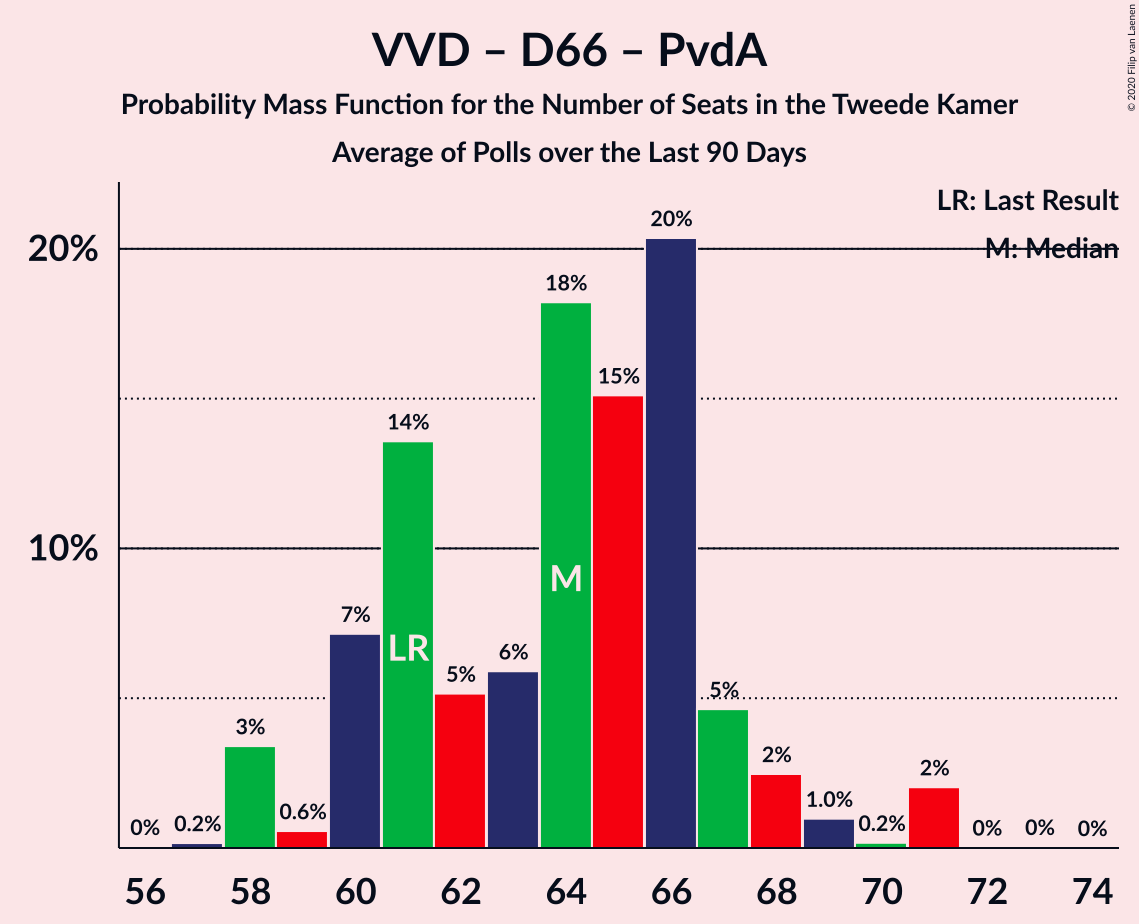 VVD – D66 – PvdA
Probability Mass Function for the Number of Seats in the Tweede Kamer
Average of Polls over the Last 90 Days
© 2020 Filip van Laenen
LR: Last Result
M: Median
20%
10%
0%
0.2%
3%
0.6%
7%
14%
5%
6%
18%
15%
20%
5%
2%
1.0%
0.2%
2%
0%
0%
0%
LR
M
56 58 60 62 64 66 68 70 72 74